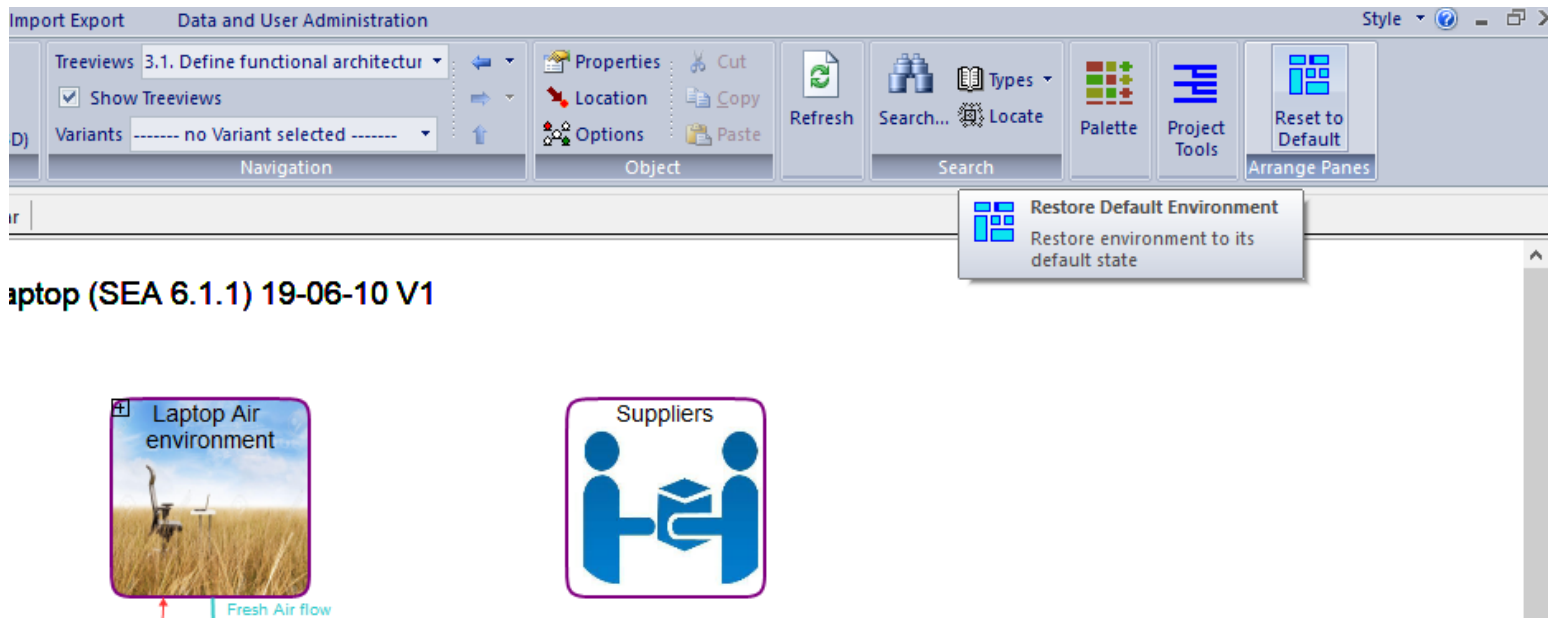 Import Export Data and User Administration Style
Treeviews 3.1. Define functional architectur
Show Treeviews
Variants ------- no Variant selected -------
Navigation
Properties Cut
Location Copy
Options Paste
Object
Refresh
Search... Types
Locate
Search
Palette
Project
Tools
Reset to
Default
Arrange Panes
Restore Default Environment
Restore environment to its
default state
aptop (SEA 6.1.1) 19-06-10 V1
Laptop Air
environment
Suppliers
Fresh Air flow